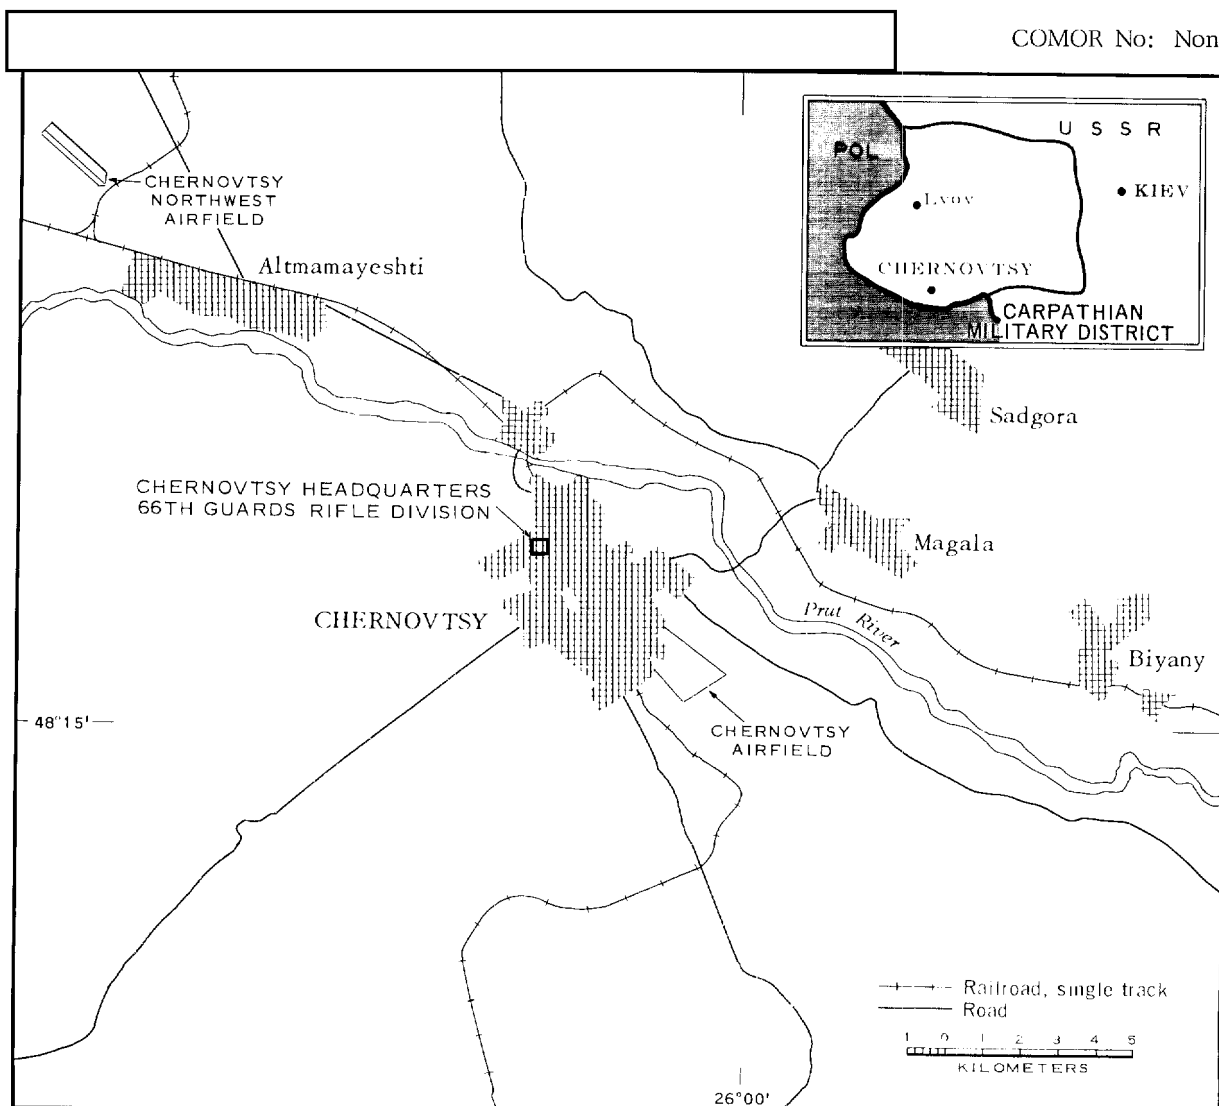 COMOR No: Non
U S S R
POL
KIEV
Lvov
CHERNOVTSY
CARPATHIAN
MILITARY DISTRICT
CHERNOVTSY
NORTHWEST
AIRFIELD
Altmamayeshti
Sadgora
CHERNOVTSY HEADQUARTERS
66TH GUARDS RIFLE DIVISION
Magala
CHERNOVTSY
Prut River
Biyany
48°15'
CHERNOVTSY
AIRFIELD
Railroad, single track
Road
1 0 1 2 3 4 5
KILOMETERS
26°00'